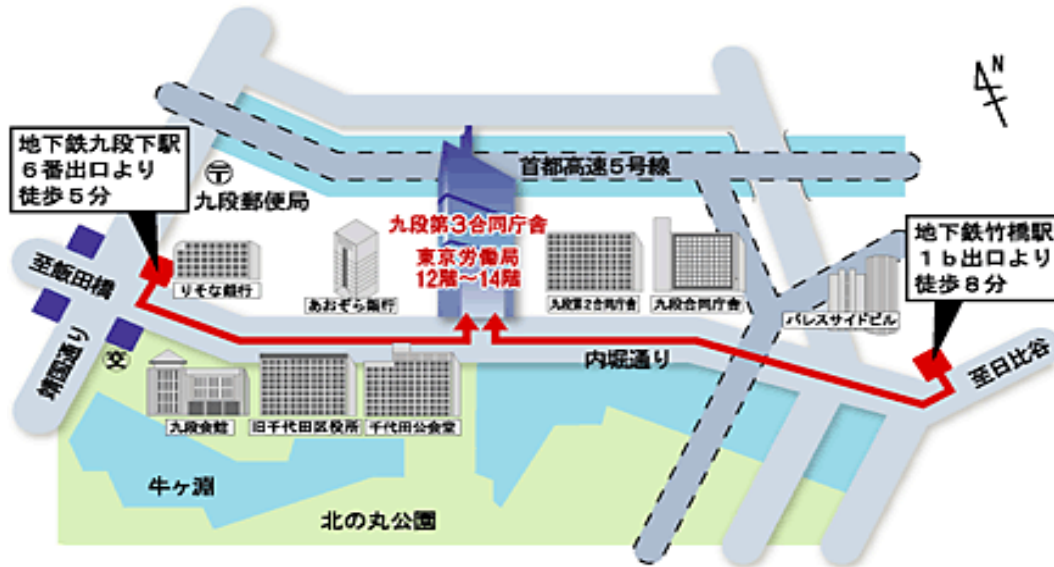 N
地下鉄九段下駅
6番出口より
徒歩5分
九段郵便局
首都高速5号線
九段第3合同庁舎
東京労働局
12階～14階
地下鉄竹橋駅
1b出口より
徒歩8分
至飯田橋
りそな銀行
あおぞら銀行
九段第2合同庁舎
九段合同庁舎
パレスサイドビル
靖国通り
交
内堀通り
至日比谷
九段会館
旧千代田区役所
千代田公会堂
牛ヶ淵
北の丸公園